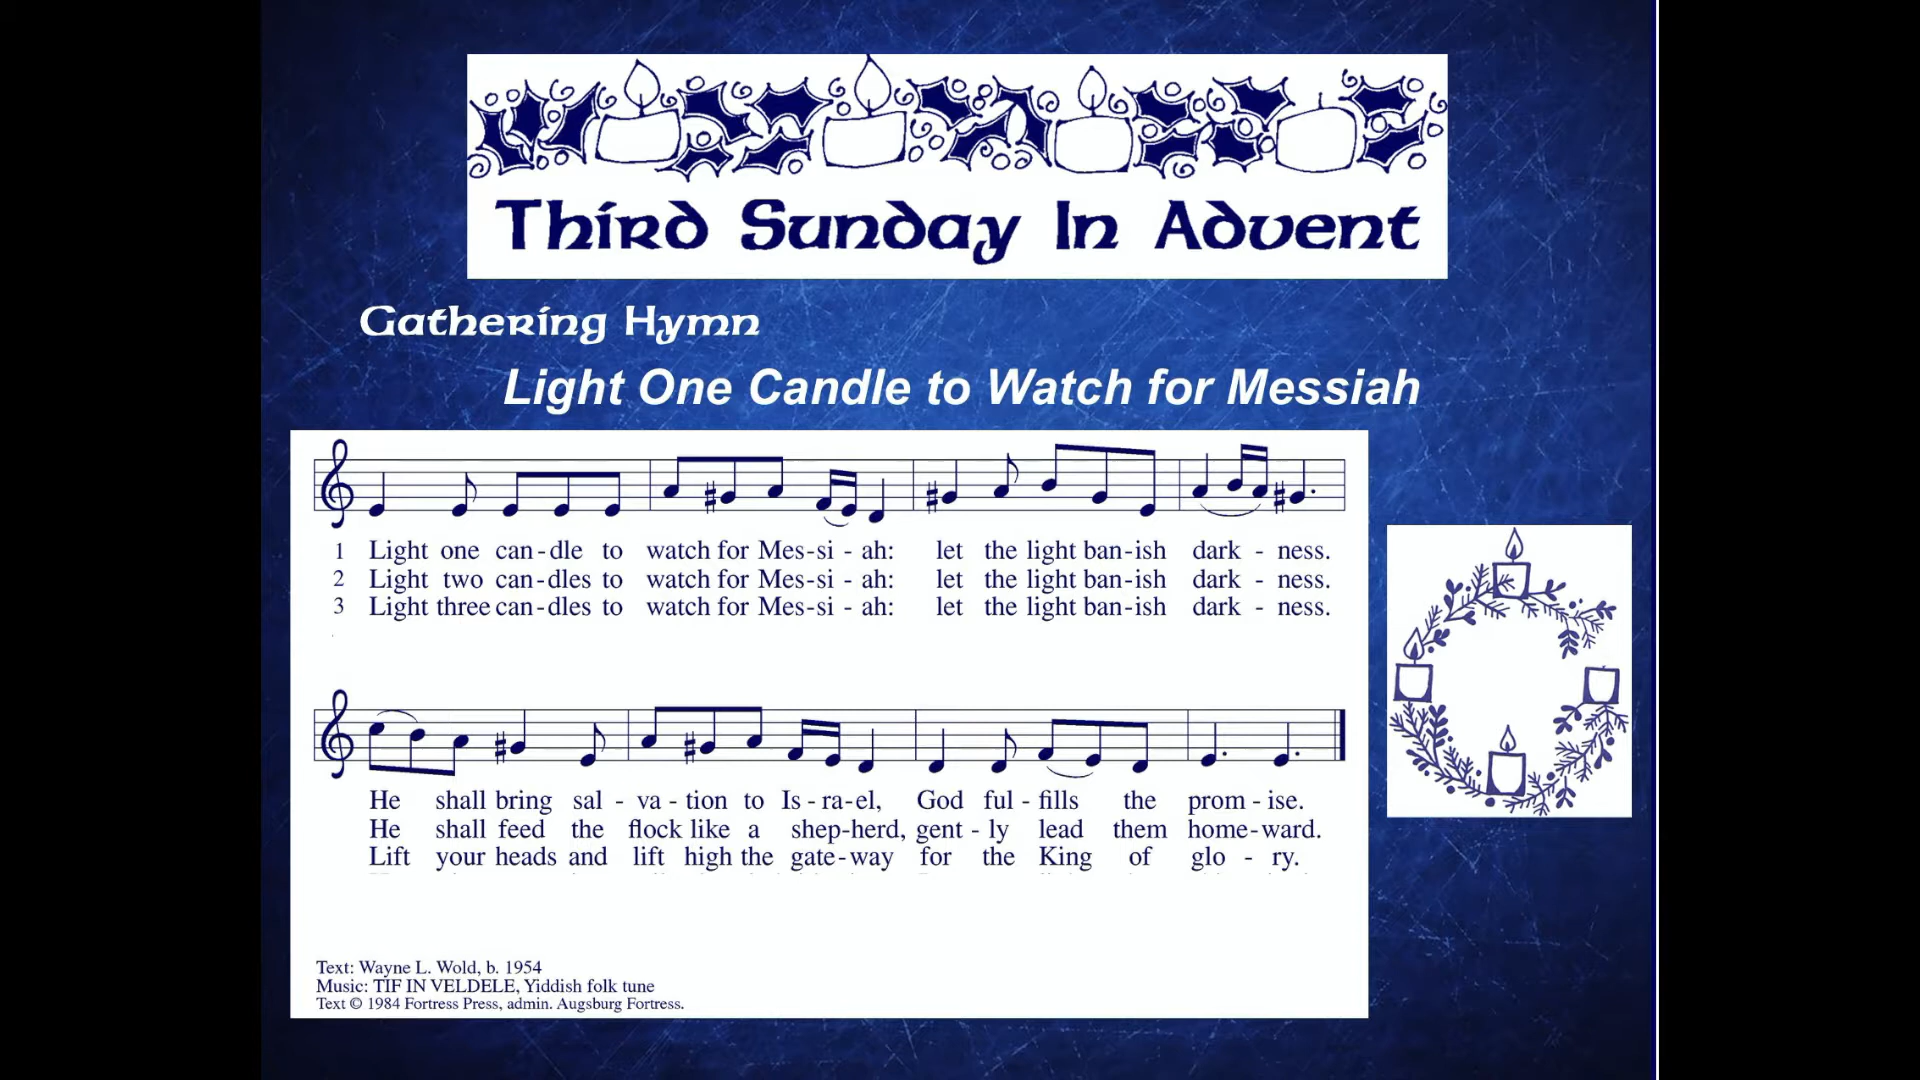 Third Sunday In Advent
Gathering Hymn
Light One Candle to Watch for Messiah
1 Light one can - dle to watch for Mes - si - ah: let the light ban - ish dark - ness.
2 Light two can - dles to watch for Mes - si - ah: let the light ban - ish dark - ness.
3 Light three can - dles to watch for Mes - si - ah: let the light ban - ish dark - ness.
He shall bring sal - va - tion to Is - ra - el, God ful - fills the prom - ise.
He shall feed the flock like a shep - herd, gent - ly lead them home - ward.
Lift your heads and lift high the gate - way for the King of glo - ry.
Text: Wayne L. Wold, b. 1954
Music: TIF IN VELDELE, Yiddish folk tune
Text © 1984 Fortress Press, admin. Augsburg Fortress.